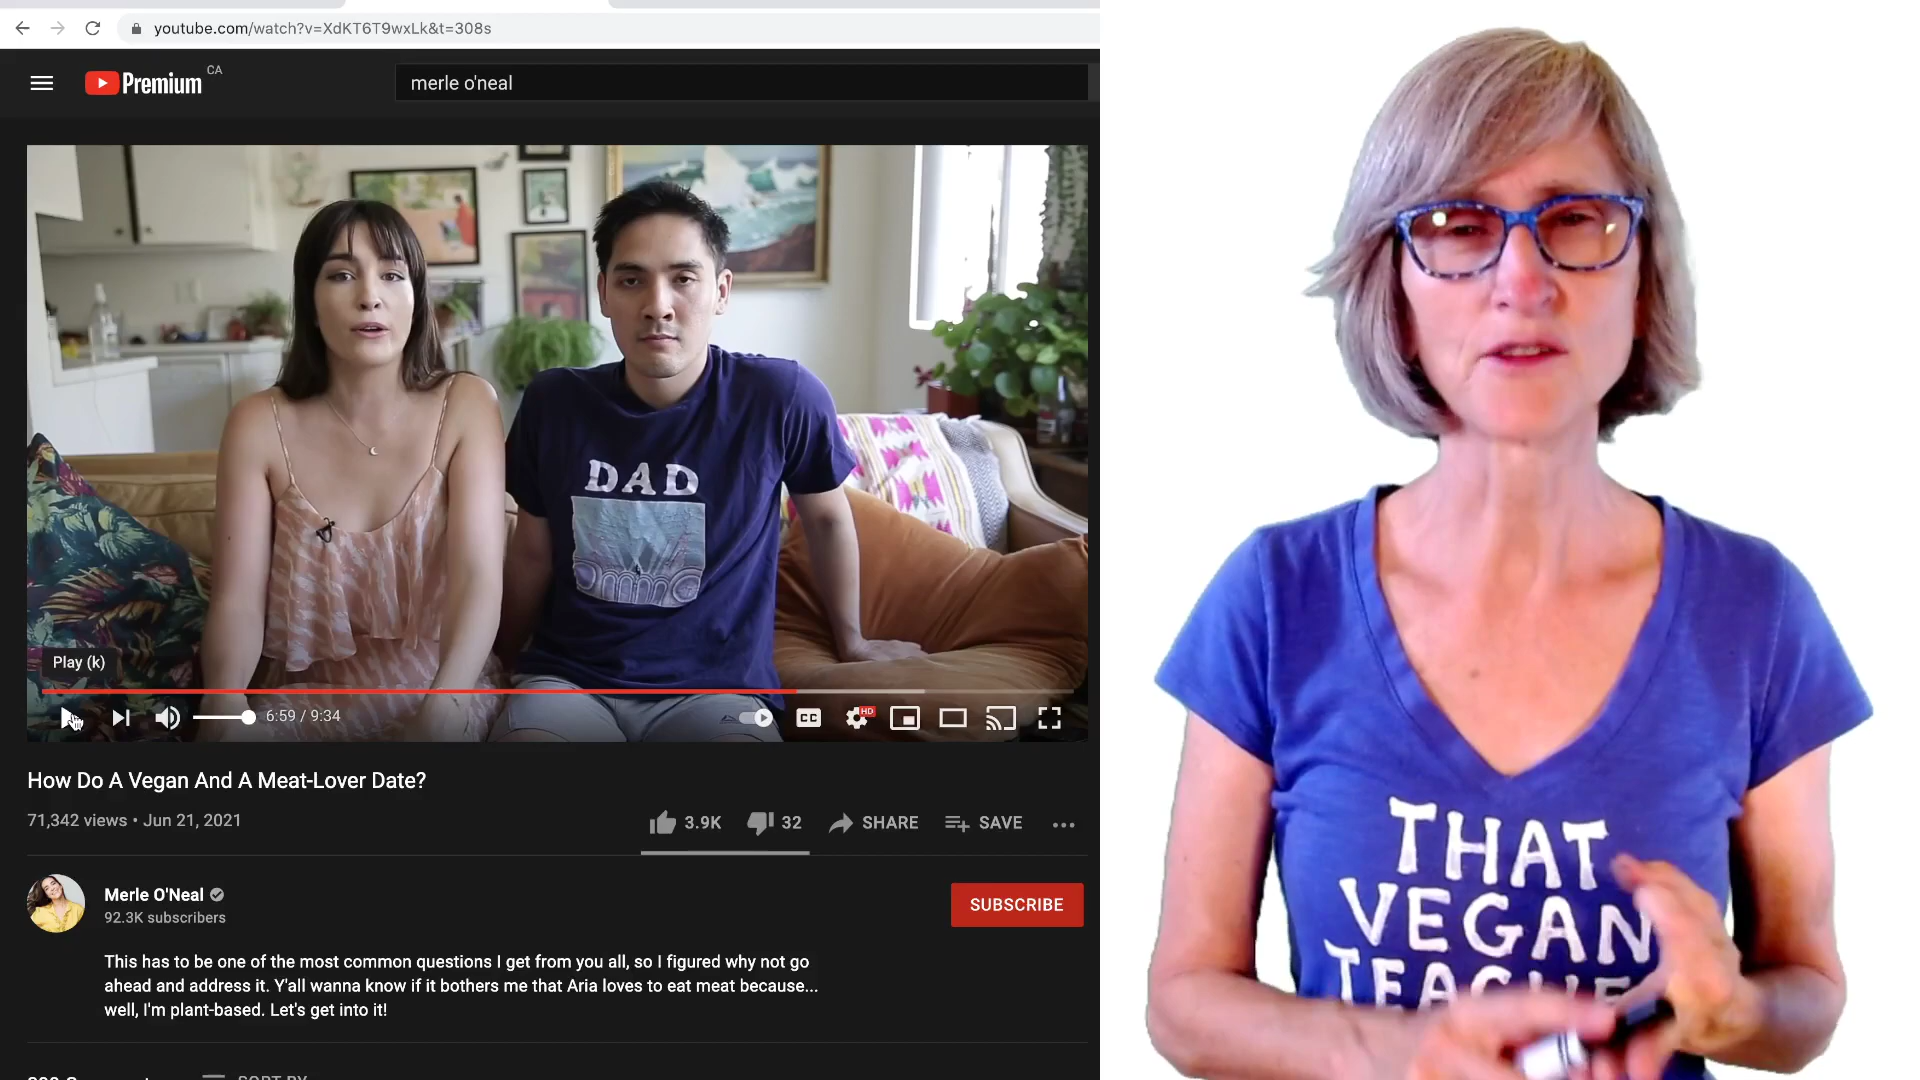 youtube.com/watch?v=XdKT6T9wxLk&t=308s
Premium CA
merle o'neal
DAD
Play (k)
6:59 / 9:34
CC
HD
How Do A Vegan And A Meat-Lover Date?
71,342 views • Jun 21, 2021
3.9K
32
SHARE
SAVE
Merle O'Neal
92.3K subscribers
SUBSCRIBE
This has to be one of the most common questions I get from you all, so I figured why not go
ahead and address it. Y'all wanna know if it bothers me that Aria loves to eat meat because...
well, I'm plant-based. Let's get into it!
SORT BY
THAT
VEGAN